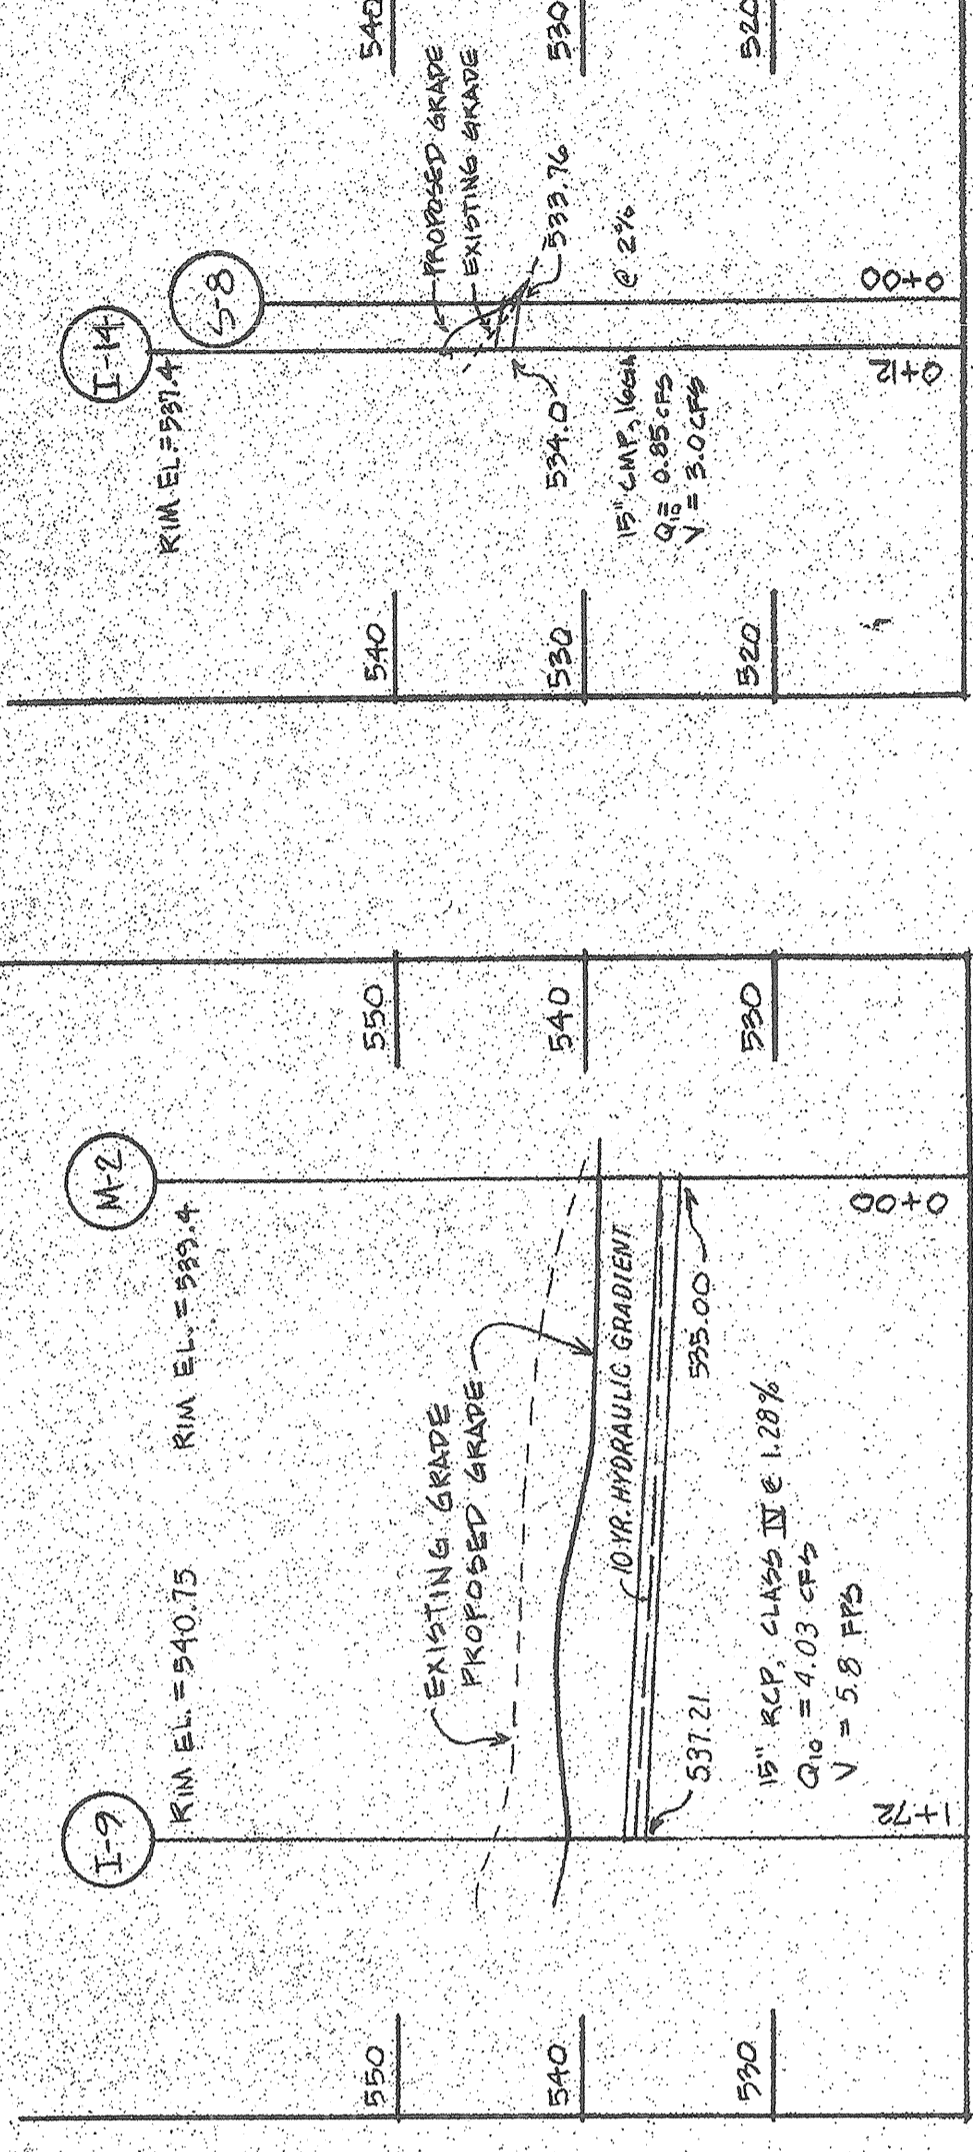 I-9
M-2
RIM EL. = 540.75
RIM EL. = 539.4
550
550
EXISTING GRADE
PROPOSED GRADE
540
540
10 YR. HYDRAULIC GRADIENT
537.21
535.00
530
530
15" RCP, CLASS IV @ 1.28%
Q10 = 4.03 CFS
V = 5.8 FPS
1+72
0+00
I-14
S-8
RIM EL. = 537.4
540
540
PROPOSED GRADE
EXISTING GRADE
530
530
534.0
533.76
15" CMP, 16GA @ 2%
Q10 = 0.85 CFS
V = 3.0 CFS
520
520
0+12
0+00